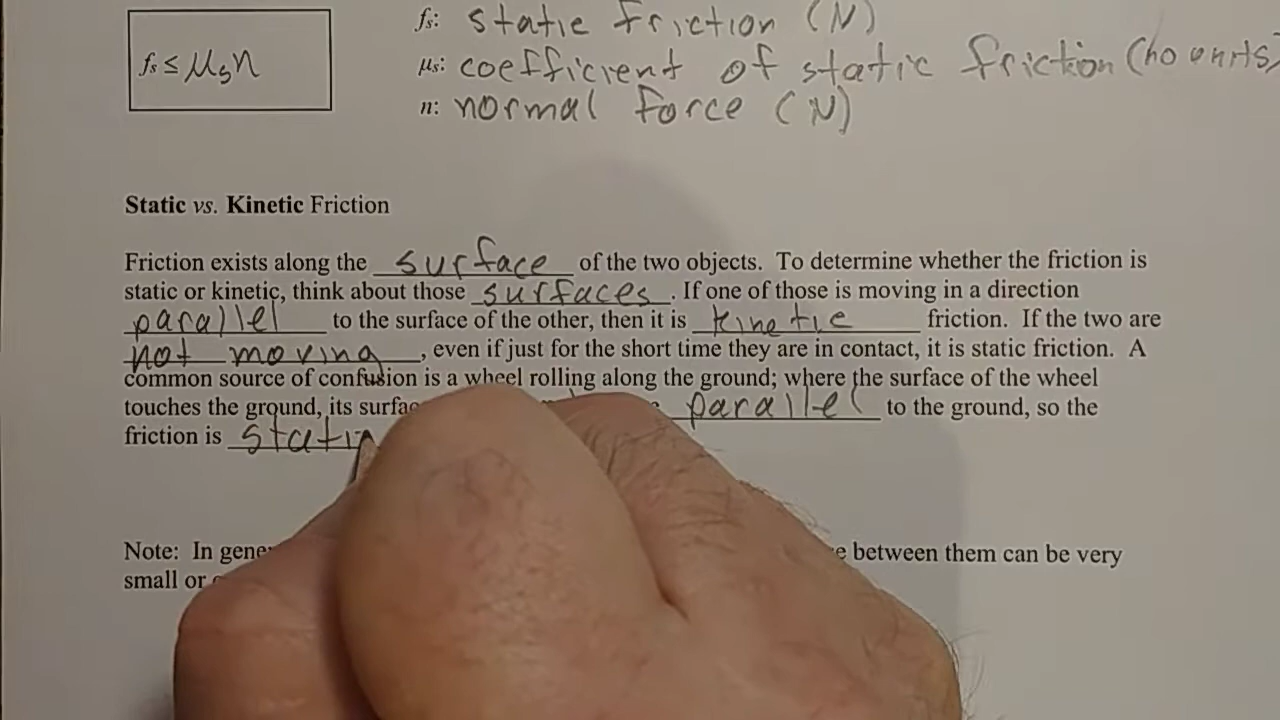 fs ≤ μsn
fs: static friction (N)
μs: coefficient of static friction (no units)
n: normal force (N)
Static vs. Kinetic Friction
Friction exists along the surface of the two objects. To determine whether the friction is
static or kinetic, think about those surfaces. If one of those is moving in a direction
parallel to the surface of the other, then it is kinetic friction. If the two are
not moving, even if just for the short time they are in contact, it is static friction. A
common source of confusion is a wheel rolling along the ground; where the surface of the wheel
touches the ground, its parallel to the ground, so the
friction is
Note: In between them can be very
small or